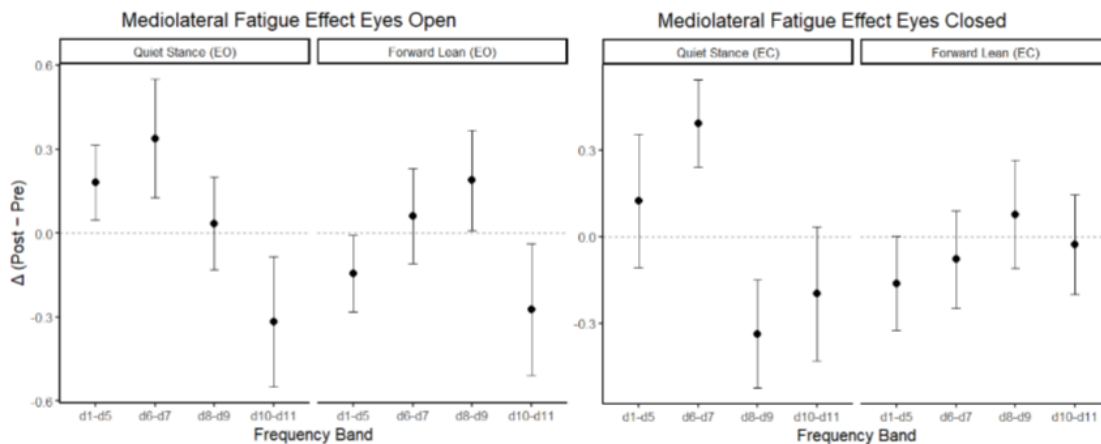 Mediolateral Fatigue Effect Eyes Open
Quiet Stance (EO) Forward Lean (EO)
Δ (Post − Pre)
0.6
0.3
0.0
-0.3
-0.6
d1-d5 d6-d7 d8-d9 d10-d11 d1-d5 d6-d7 d8-d9 d10-d11
Frequency Band
Mediolateral Fatigue Effect Eyes Closed
Quiet Stance (EC) Forward Lean (EC)
0.3
0.0
-0.3
d1-d5 d6-d7 d8-d9 d10-d11 d1-d5 d6-d7 d8-d9 d10-d11
Frequency Band